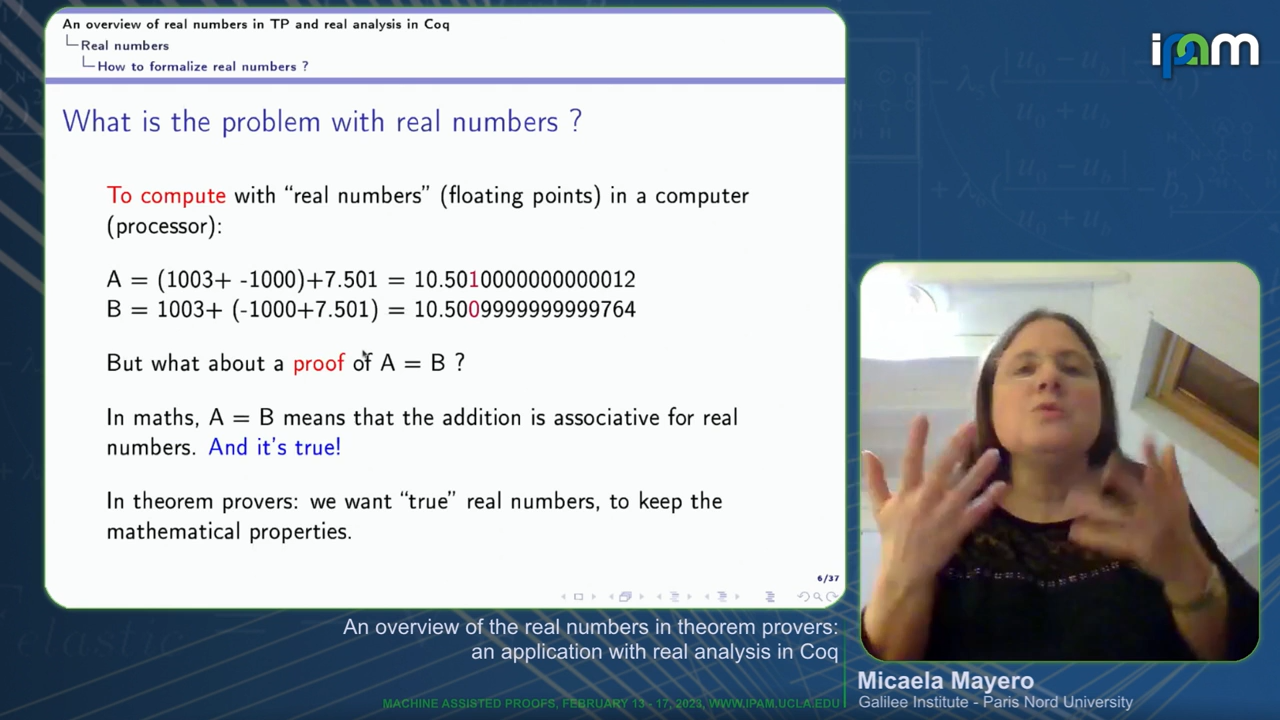 An overview of real numbers in TP and real analysis in Coq
Real numbers
How to formalize real numbers ?
ipam
What is the problem with real numbers ?
To compute with “real numbers” (floating points) in a computer
(processor):
A = (1003+ -1000)+7.501 = 10.5010000000000012
B = 1003+ (-1000+7.501) = 10.5009999999999764
But what about a proof of A = B ?
In maths, A = B means that the addition is associative for real
numbers. And it's true!
In theorem provers: we want “true” real numbers, to keep the
mathematical properties.
6/37
An overview of the real numbers in theorem provers:
an application with real analysis in Coq
Micaela Mayero
Galilee Institute - Paris Nord University
MACHINE ASSISTED PROOFS, FEBRUARY 13 - 17, 2023, WWW.IPAM.UCLA.EDU
elastic